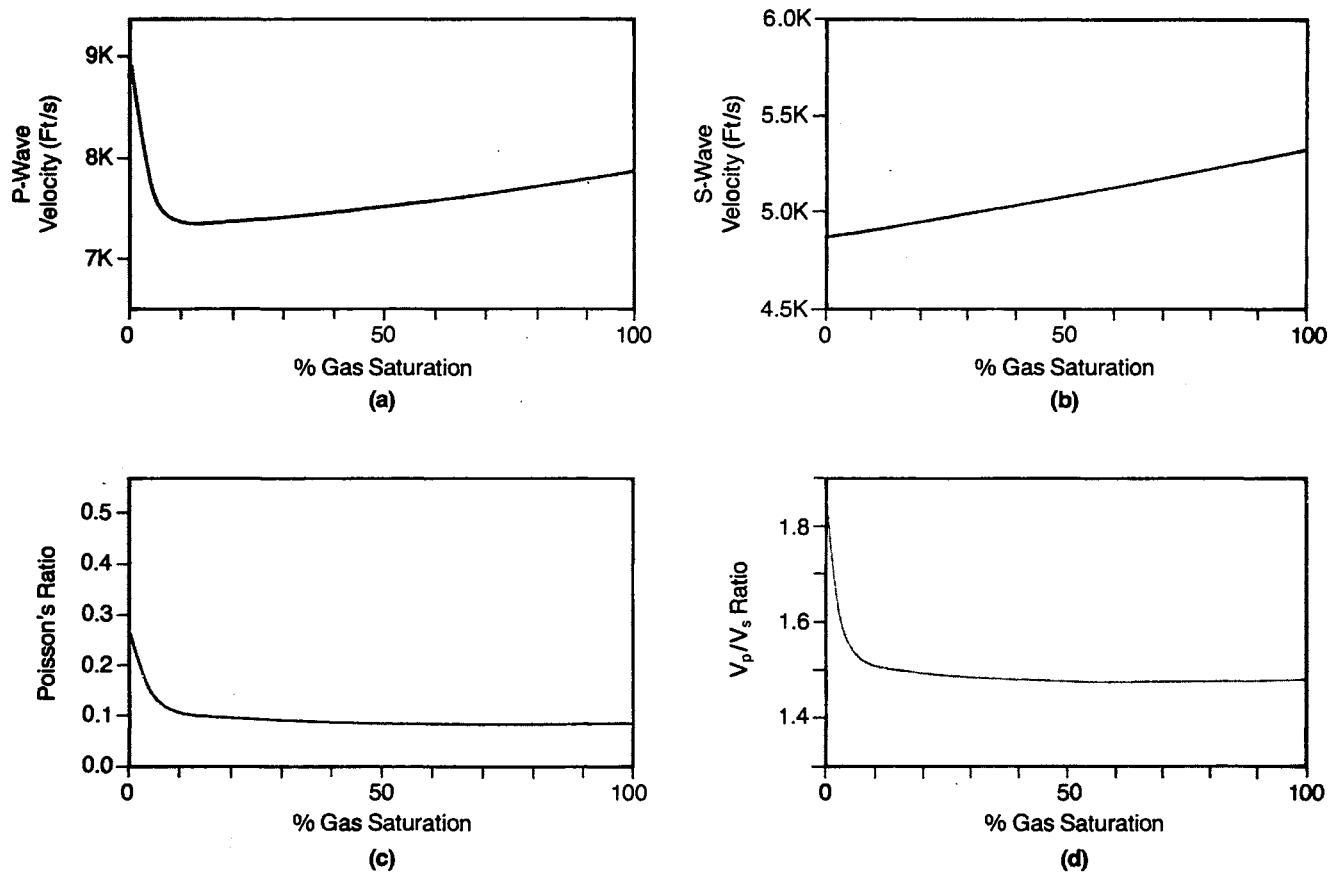 9K
8K
7K
P-Wave
Velocity (Ft/s)
0
50
100
% Gas Saturation
(a)
6.0K
5.5K
5.0K
4.5K
S-Wave
Velocity (Ft/s)
0
50
100
% Gas Saturation
(b)
0.5
0.4
0.3
0.2
0.1
0.0
Poisson's Ratio
0
50
100
% Gas Saturation
(c)
1.8
1.6
1.4
Vp/Vs Ratio
0
50
100
% Gas Saturation
(d)